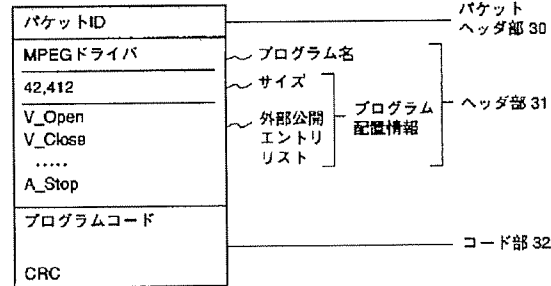 パケットID
パケット
ヘッダ部 30
MPEGドライバ
プログラム名
42,412
サイズ
V_Open
V_Close
.....
A_Stop
外部公開
エントリ
リスト
プログラム
配置情報
ヘッダ部 31
プログラムコード
CRC
コード部 32